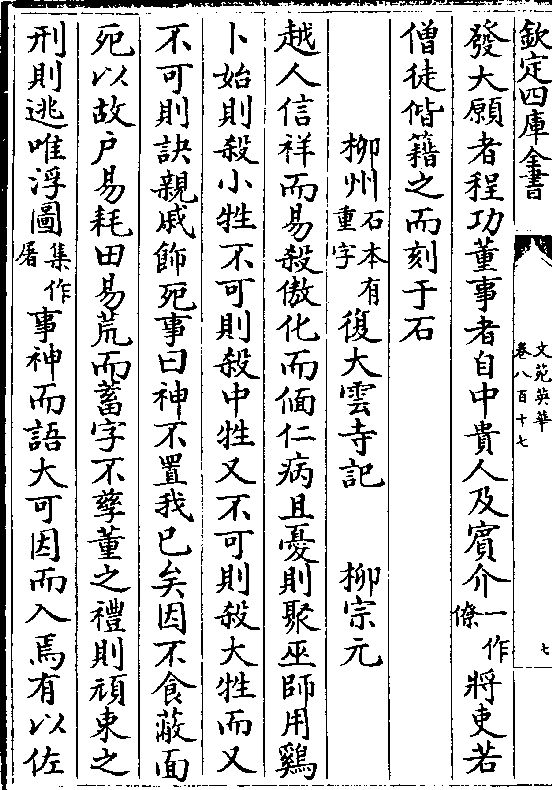 欽定四庫全書
文苑英華
卷八百十七
七
發大願者程功董事者自中貴人及賓介一作僚將吏若
僧徒偕籍之而刻于石
柳州石本有重字復大雲寺記 柳宗元
越人信祥而易殺傲化而偭仁病且憂則聚巫師用鷄
卜始則殺小牲不可則殺中牲又不可則殺大牲而又
不可則訣親戚飾死事曰神不置我已矣因不食蔽面
死以故户易耗田易荒而蓄字不孳董之禮則頑束之
刑則逃唯浮圖集作屠事神而語大可因而入焉有以佐